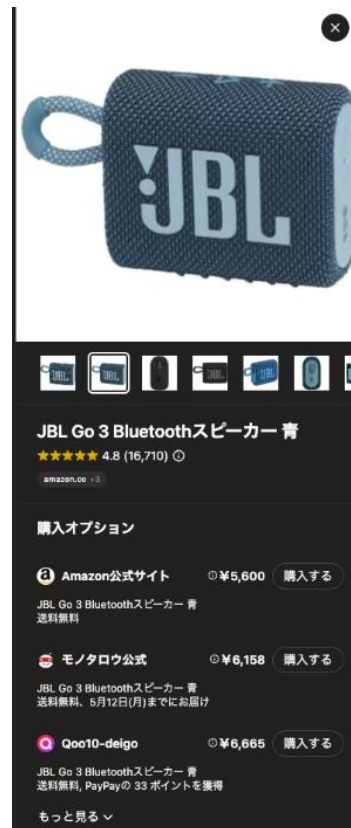 JBL
JBL Go 3 Bluetoothスピーカー 青
4.8 (16,710)
amazon.co +3
購入オプション
Amazon公式サイト ¥5,600 購入する
JBL Go 3 Bluetoothスピーカー 青
送料無料
モノタロウ公式 ¥6,158 購入する
JBL Go 3 Bluetoothスピーカー 青
送料無料、5月12日(月)までにお届け
Qoo10-deigo ¥6,665 購入する
JBL Go 3 Bluetoothスピーカー 青
送料無料, PayPayの 33 ポイントを獲得
もっと見る